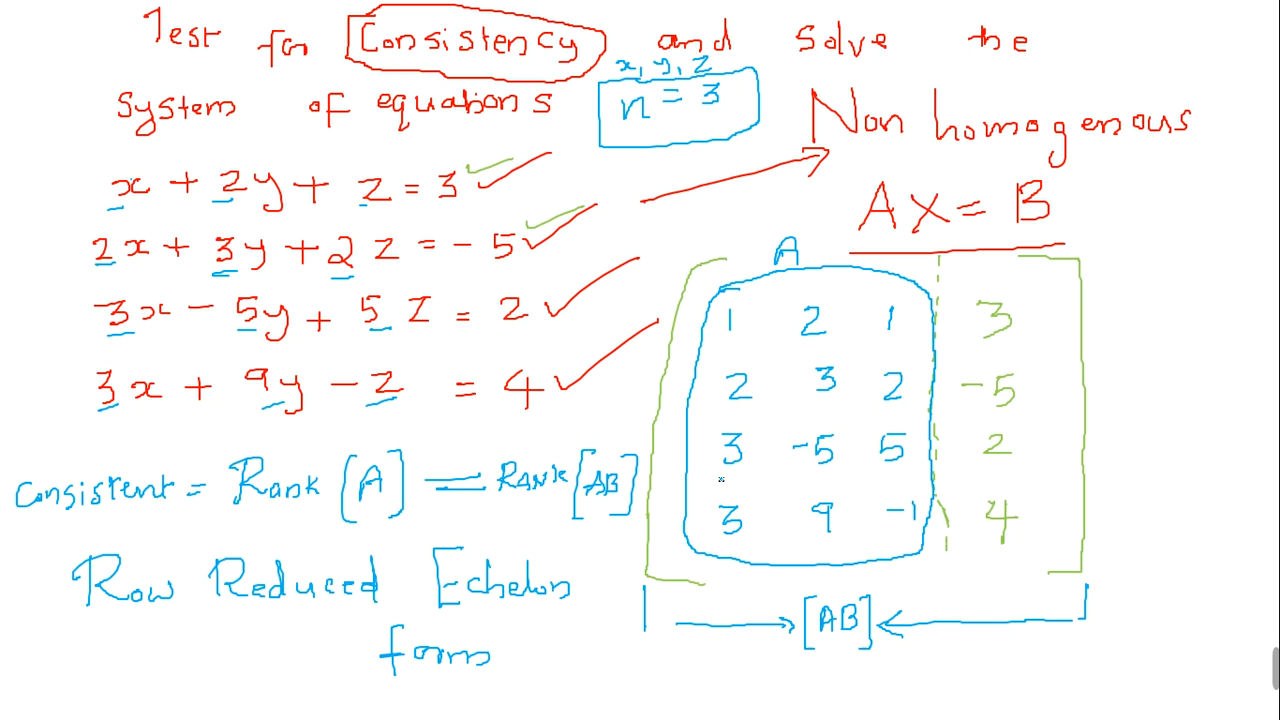 Test for Consistency and Solve the
x, y, z
System of equations n = 3
Non homogenous
x + 2y + z = 3
AX = B
2x + 3y + 2z = -5
3x - 5y + 5z = 2
3x + 9y - z = 4
A
1 2 1 3
2 3 2 -5
3 -5 5 2
3 9 -1 4
Consistent = Rank [A] = RANK [AB]
Row Reduced Echelon
forms
[AB]